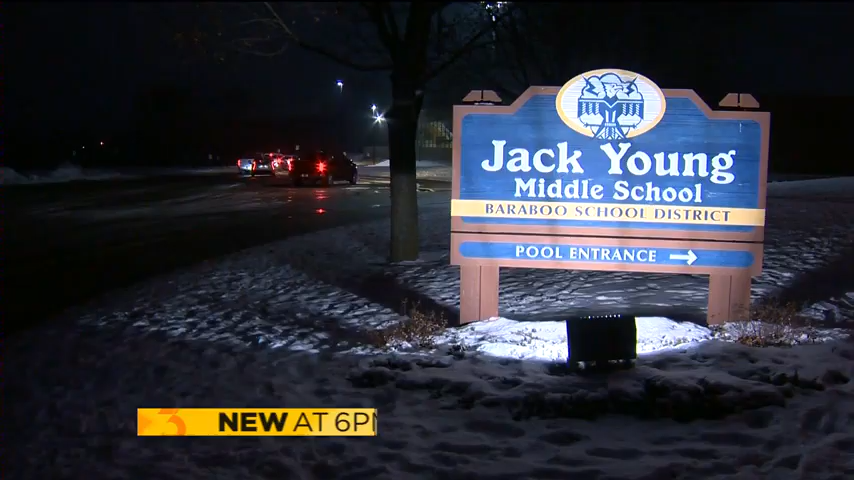 Jack Young
Middle School
BARABOO SCHOOL DISTRICT
POOL ENTRANCE →
3 NEW AT 6PM